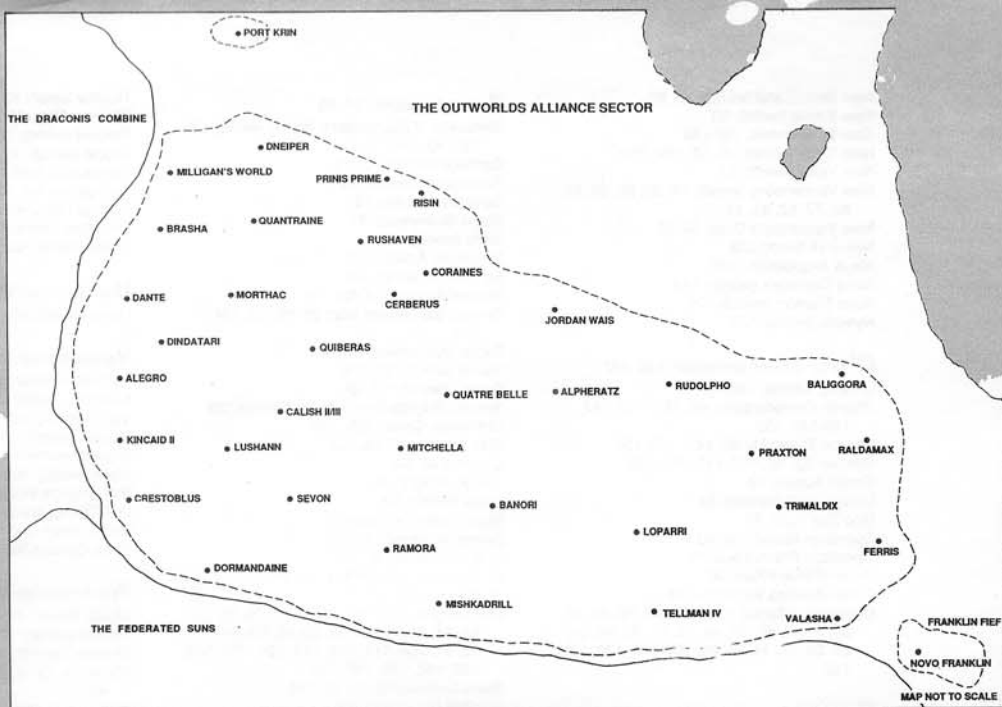 PORT KRIN
THE OUTWORLDS ALLIANCE SECTOR
THE DRACONIS COMBINE
DNEIPER
MILLIGAN'S WORLD
PRINIS PRIME
RISIN
QUANTRAINE
BRASHA
RUSHAVEN
CORAINES
DANTE
MORTHAC
CERBERUS
JORDAN WAIS
DINDATARI
QUIBERAS
ALEGRO
BALIGGORA
RUDOLPHO
QUATRE BELLE
ALPHERATZ
CALISH II/III
KINCAID II
LUSHANN
MITCHELLA
RALDAMAX
PRAXTON
CRESTOBLUS
SEVON
BANORI
TRIMALDIX
LOPARRI
RAMORA
FERRIS
DORMANDAINE
MISHKADRILL
TELLMAN IV
VALASHA
FRANKLIN FIEF
THE FEDERATED SUNS
NOVO FRANKLIN
MAP NOT TO SCALE